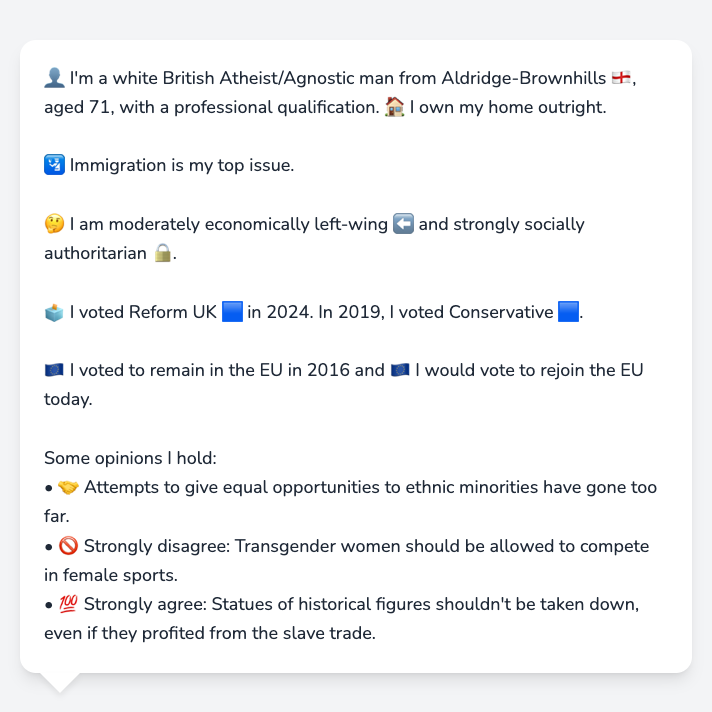 👤 I'm a white British Atheist/Agnostic man from Aldridge-Brownhills 🏴󠁧󠁢󠁥󠁮󠁧󠁿,
aged 71, with a professional qualification. 🏠 I own my home outright.
🛂 Immigration is my top issue.
🤔 I am moderately economically left-wing ⬅️ and strongly socially
authoritarian 🔒.
🗳️ I voted Reform UK 🟦 in 2024. In 2019, I voted Conservative 🟦.
🇪🇺 I voted to remain in the EU in 2016 and 🇪🇺 I would vote to rejoin the EU
today.
Some opinions I hold:
• 🤝 Attempts to give equal opportunities to ethnic minorities have gone too
far.
• 🚫 Strongly disagree: Transgender women should be allowed to compete
in female sports.
• 💯 Strongly agree: Statues of historical figures shouldn't be taken down,
even if they profited from the slave trade.